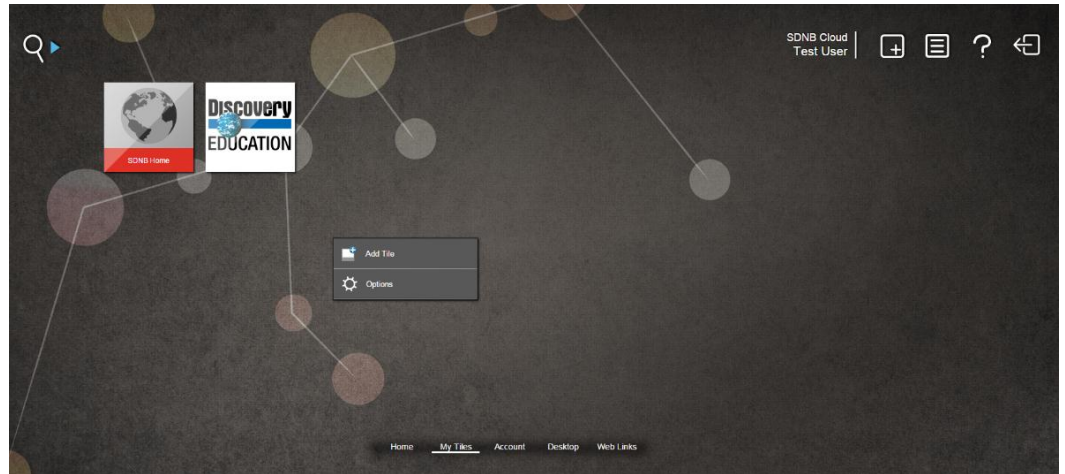 SDNB Cloud
Test User
SDNB Home
Discovery
EDUCATION
Add Tile
Options
Home My Tiles Account Desktop Web Links